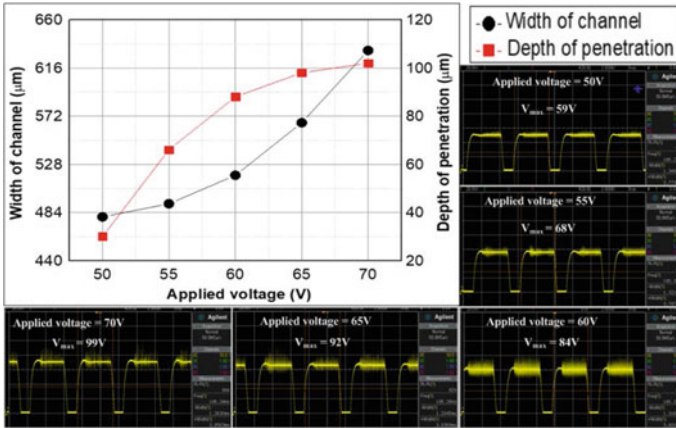 Width of channel
Depth of penetration
660
616
572
528
484
440
Width of channel (μm)
120
100
80
60
40
20
Depth of penetration (μm)
50 55 60 65 70
Applied voltage (V)
Agilent
Applied voltage = 50V
Vmax = 59V
Agilent
Applied voltage = 55V
Vmax = 68V
Agilent
Applied voltage = 70V
Vmax = 99V
Agilent
Applied voltage = 65V
Vmax = 92V
Agilent
Applied voltage = 60V
Vmax = 84V